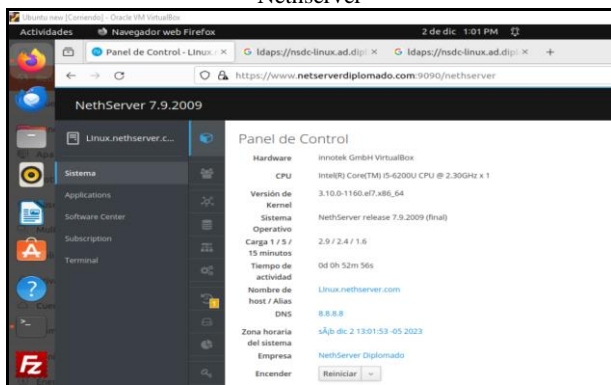 Nethserver
Ubuntu new [Corriendo] - Oracle VM VirtualBox
Actividades Navegador web Firefox 2 de dic 1:01 PM
Panel de Control - LInux.r × G ldaps://nsdc-linux.ad.dipl × G ldaps://nsdc-linux.ad.dipl × +
https://www.netserverdiplomado.com:9090/nethserver
NethServer 7.9.2009
LInux.nethserver.c...
Panel de Control
Hardware innotek GmbH VirtualBox
Sistema
CPU Intel(R) Core(TM) i5-6200U CPU @ 2.30GHz x 1
Applications
Versión de Kernel 3.10.0-1160.el7.x86_64
Software Center
Sistema Operativo NethServer release 7.9.2009 (final)
Subscription
Carga 1 / 5 / 15 minutos 2.9 / 2.4 / 1.6
Terminal
Tiempo de actividad 0d 0h 52m 56s
Nombre de host / Alias LInux.nethserver.com
DNS 8.8.8.8
Zona horaria del sistema sÃ¡b dic 2 13:01:53 -05 2023
Empresa NethServer Diplomado
Encender Reiniciar